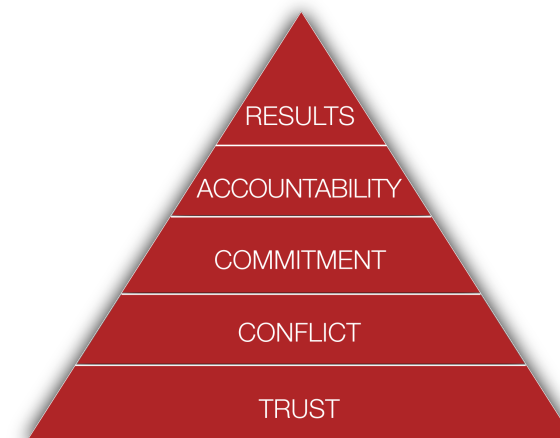 RESULTS
ACCOUNTABILITY
COMMITMENT
CONFLICT
TRUST